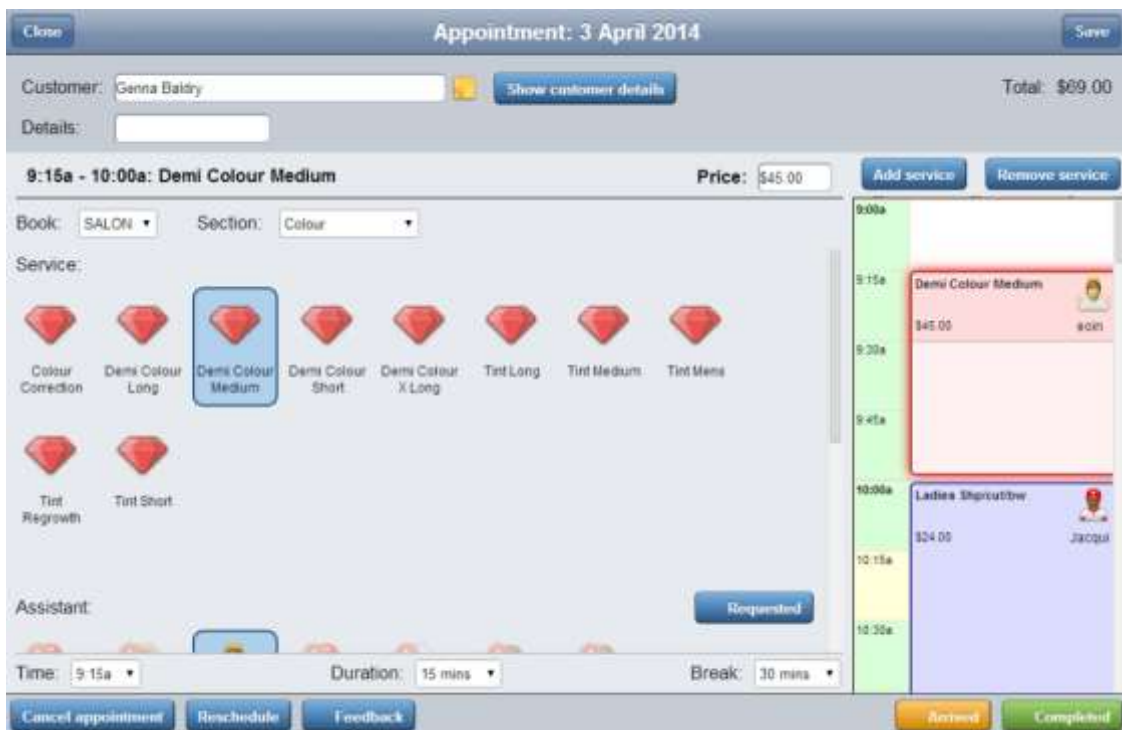 Close
Appointment: 3 April 2014
Save
Customer:
Genna Baldry
Show customer details
Total: $69.00
Details:
9:15a - 10:00a: Demi Colour Medium
Price: $45.00
Add service
Remove service
Book: SALON
Section: Colour
Service:
Colour Correction
Demi Colour Long
Demi Colour Medium
Demi Colour Short
Demi Colour X Long
Tint Long
Tint Medium
Tint Mens
Tint Regrowth
Tint Short
Assistant:
Requested
Time: 9:15a
Duration: 15 mins
Break: 30 mins
9:00a
9:15a
Demi Colour Medium
$45.00
eoin
9:30a
9:45a
10:00a
Ladies Shp/cut/bw
$24.00
Jacqui
10:15a
10:30a
Cancel appointment
Reschedule
Feedback
Arrived
Completed